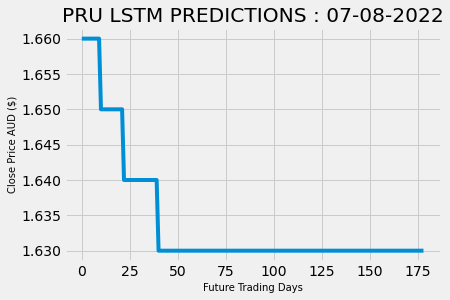 PRU LSTM PREDICTIONS : 07-08-2022
Close Price AUD ($)
1.660
1.655
1.650
1.645
1.640
1.635
1.630
0 25 50 75 100 125 150 175
Future Trading Days